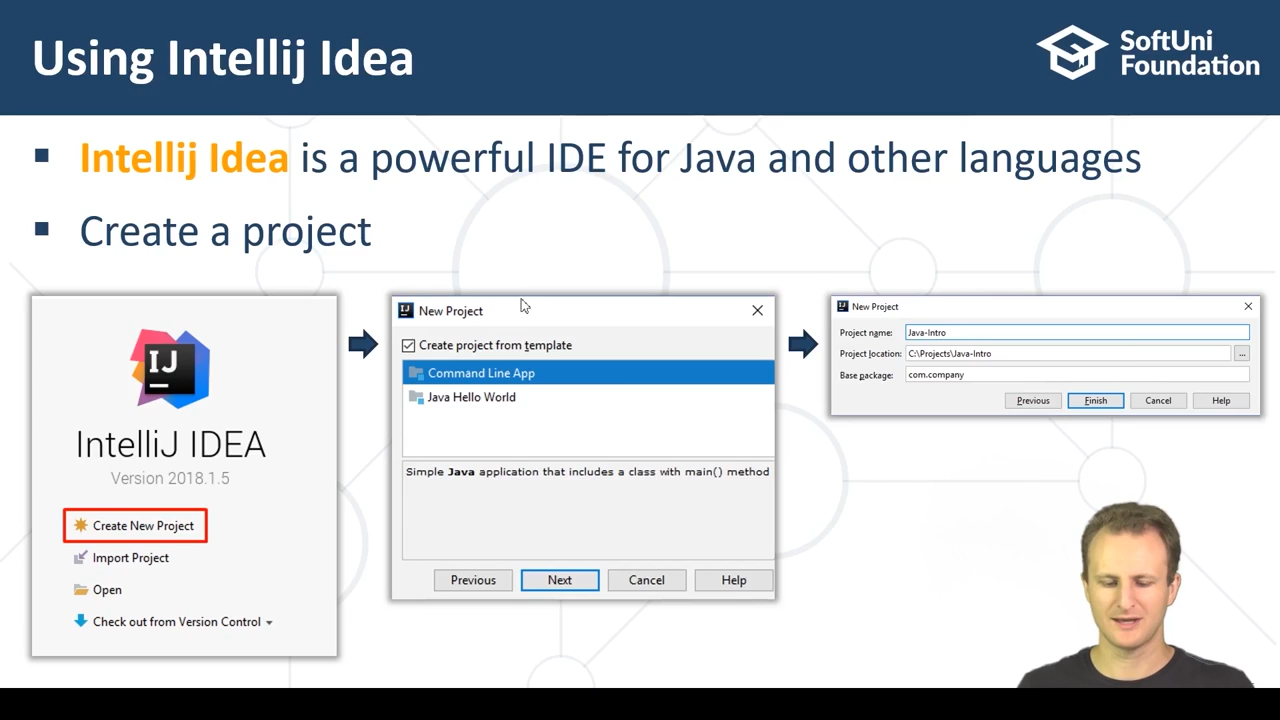 Using Intellij Idea
SoftUni
Foundation
Intellij Idea is a powerful IDE for Java and other languages
Create a project
IJ
IntelliJ IDEA
Version 2018.1.5
Create New Project
Import Project
Open
Check out from Version Control
IJ
New Project
Create project from template
Command Line App
Java Hello World
Simple Java application that includes a class with main() method
Previous
Next
Cancel
Help
IJ
New Project
Project name:
Java-Intro
Project location:
C:\Projects\Java-Intro
...
Base package:
com.company
Previous
Finish
Cancel
Help